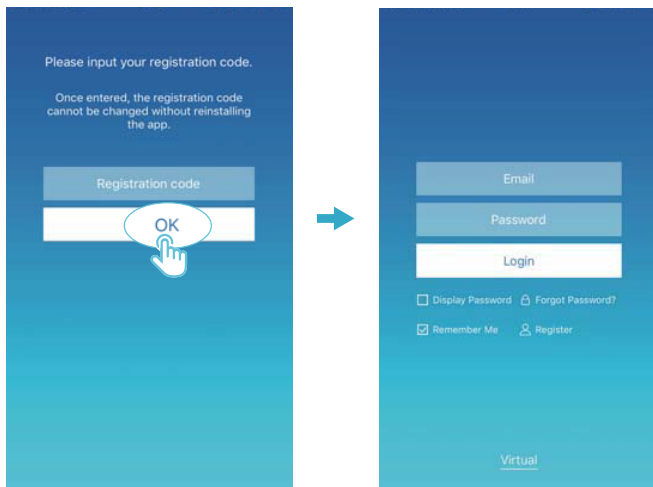 Please input your registration code.
Once entered, the registration code
cannot be changed without reinstalling
the app.
Registration code
OK
Email
Password
Login
Display Password
Forgot Password?
Remember Me
Register
Virtual